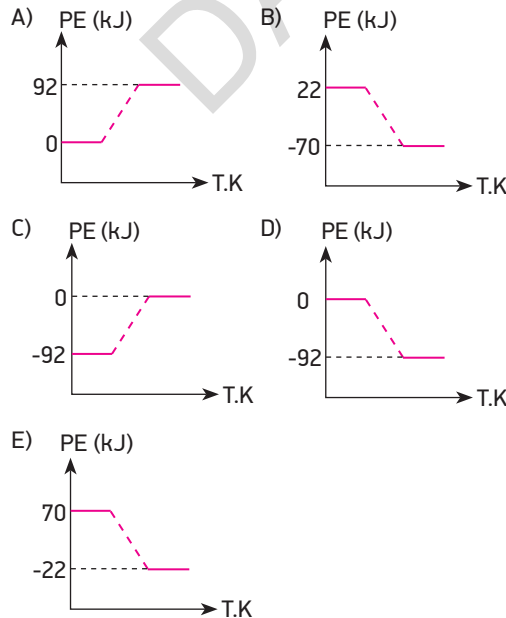 A) PE (kJ)
92
0
T.K
B) PE (kJ)
22
-70
T.K
C) PE (kJ)
0
-92
T.K
D) PE (kJ)
0
-92
T.K
E) PE (kJ)
70
-22
T.K